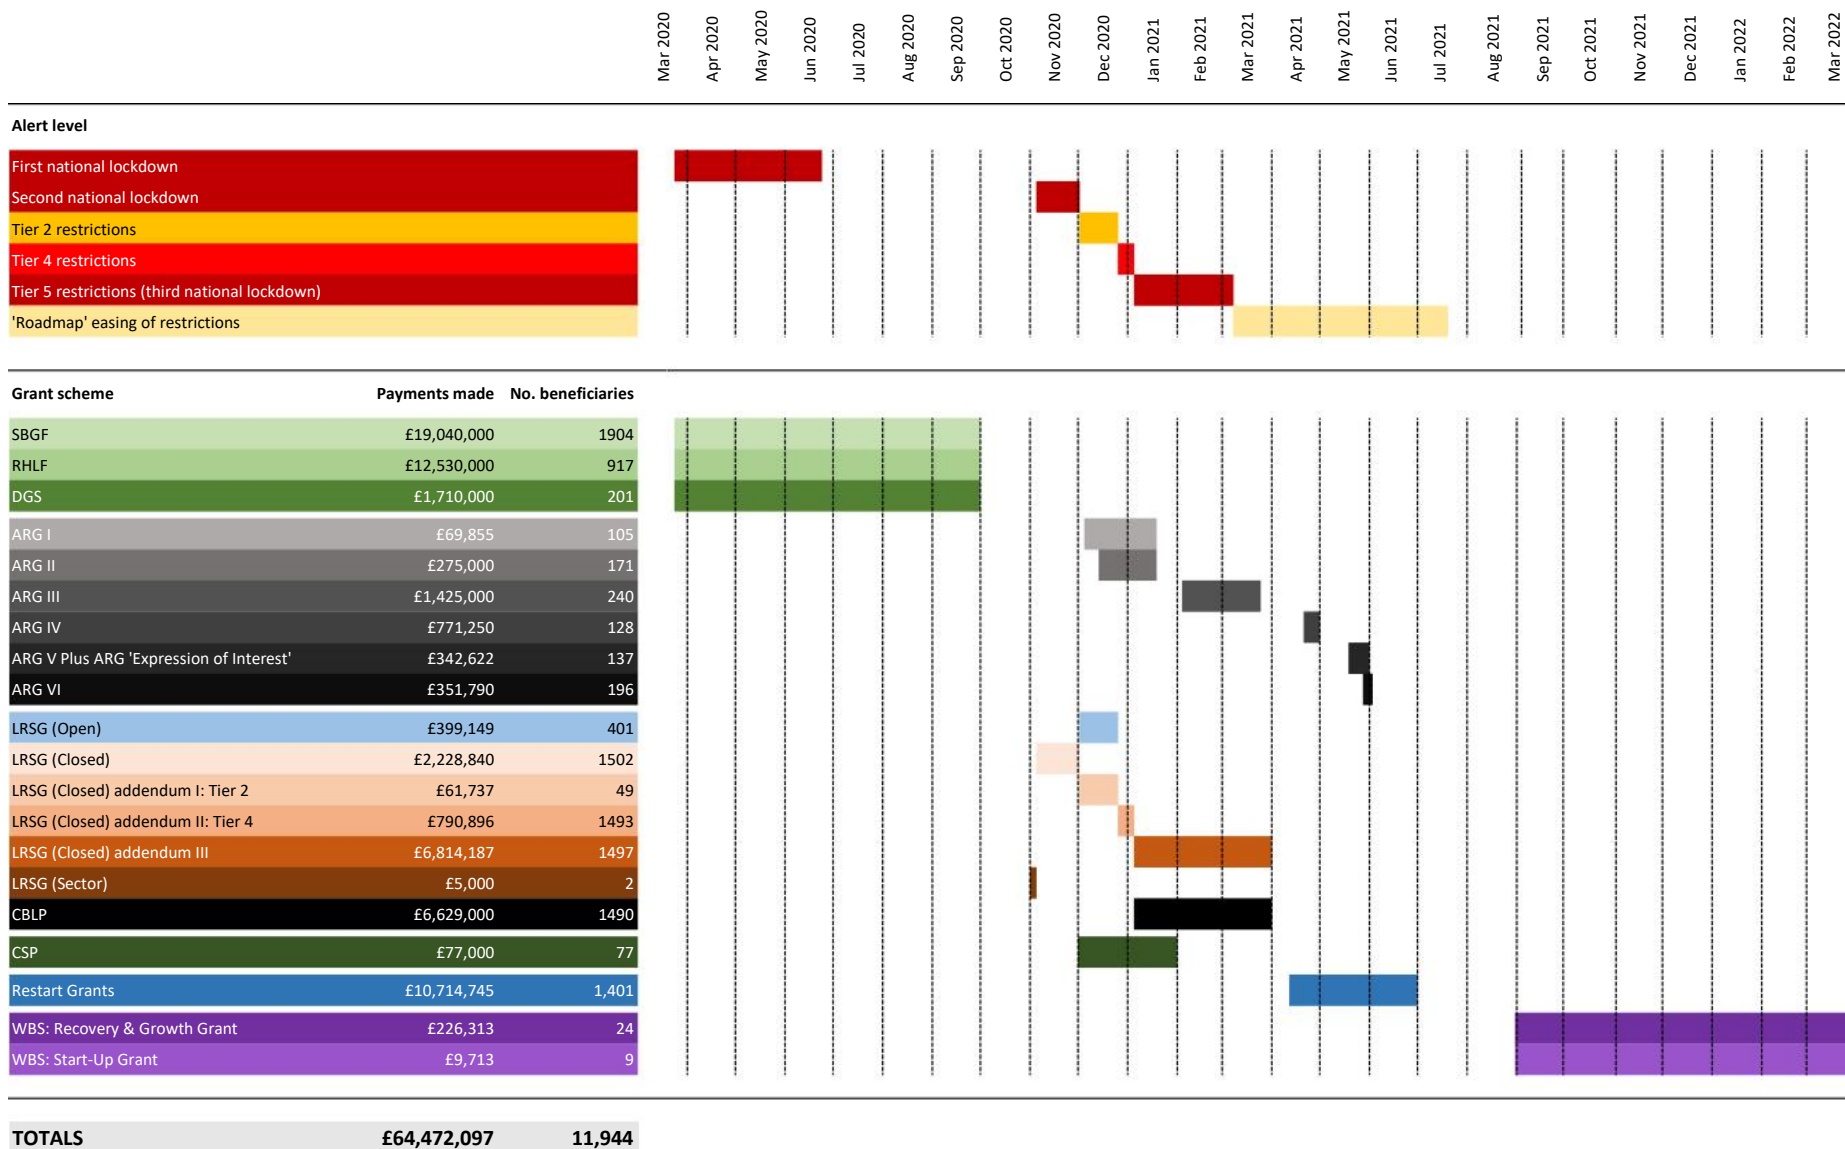 Mar 2020 Apr 2020 May 2020 Jun 2020 Jul 2020 Aug 2020 Sep 2020 Oct 2020 Nov 2020 Dec 2020 Jan 2021 Feb 2021 Mar 2021 Apr 2021 May 2021 Jun 2021 Jul 2021 Aug 2021 Sep 2021 Oct 2021 Nov 2021 Dec 2021 Jan 2022 Feb 2022 Mar 2022
Alert level
First national lockdown
Second national lockdown
Tier 2 restrictions
Tier 4 restrictions
Tier 5 restrictions (third national lockdown)
'Roadmap' easing of restrictions
Grant scheme Payments made No. beneficiaries
SBGF £19,040,000 1904
RHLF £12,530,000 917
DGS £1,710,000 201
ARG I £69,855 105
ARG II £275,000 171
ARG III £1,425,000 240
ARG IV £771,250 128
ARG V Plus ARG 'Expression of Interest' £342,622 137
ARG VI £351,790 196
LRSG (Open) £399,149 401
LRSG (Closed) £2,228,840 1502
LRSG (Closed) addendum I: Tier 2 £61,737 49
LRSG (Closed) addendum II: Tier 4 £790,896 1493
LRSG (Closed) addendum III £6,814,187 1497
LRSG (Sector) £5,000 2
CBLP £6,629,000 1490
CSP £77,000 77
Restart Grants £10,714,745 1,401
WBS: Recovery & Growth Grant £226,313 24
WBS: Start-Up Grant £9,713 9
TOTALS £64,472,097 11,944